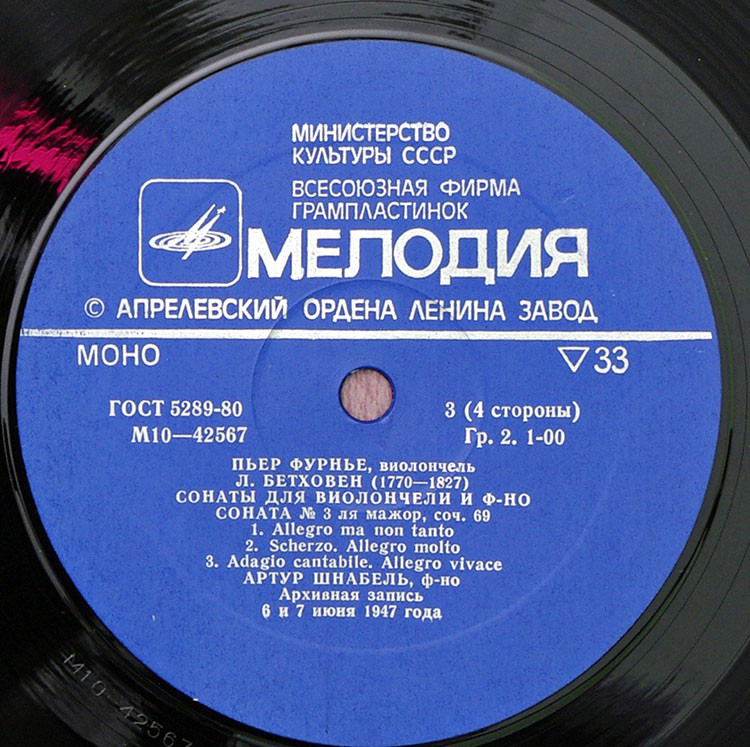 МИНИСТЕРСТВО
КУЛЬТУРЫ СССР
ВСЕСОЮЗНАЯ ФИРМА
ГРАМПЛАСТИНОК
МЕЛОДИЯ
© АПРЕЛЕВСКИЙ ОРДЕНА ЛЕНИНА ЗАВОД
МОНО ▽33
ГОСТ 5289-80 3 (4 стороны)
М10—42567 Гр. 2. 1-00
ПЬЕР ФУРНЬЕ, виолончель
Л. БЕТХОВЕН (1770—1827)
СОНАТЫ ДЛЯ ВИОЛОНЧЕЛИ И Ф-НО
СОНАТА № 3 ля мажор, соч. 69
1. Allegro ma non tanto
2. Scherzo. Allegro molto
3. Adagio cantabile. Allegro vivace
АРТУР ШНАБЕЛЬ, ф-но
Архивная запись
6 и 7 июня 1947 года
М10-42567